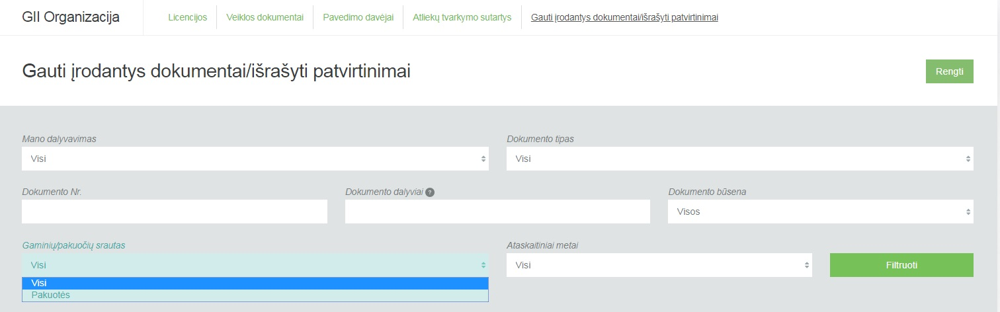 GII Organizacija
Licencijos
Veiklos dokumentai
Pavedimo davėjai
Atliekų tvarkymo sutartys
Gauti įrodantys dokumentai/išrašyti patvirtinimai
Gauti įrodantys dokumentai/išrašyti patvirtinimai
Rengti
Mano dalyvavimas
Dokumento tipas
Visi
Visi
Dokumento Nr.
Dokumento dalyviai ?
Dokumento būsena
Visos
Gaminių/pakuočių srautas
Ataskaitiniai metai
Visi
Visi
Filtruoti
Visi
Pakuotės